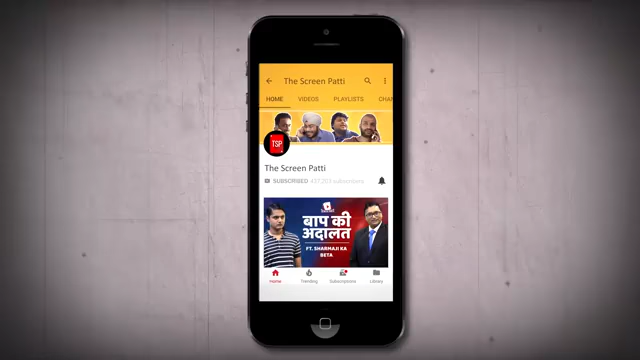 The Screen Patti
HOME VIDEOS PLAYLISTS CHAN
TSP
The Screen Patti
SUBSCRIBED
बाप की
अदालत
FT. SHARMAJI KA
BETA
Home Trending Subscriptions Library